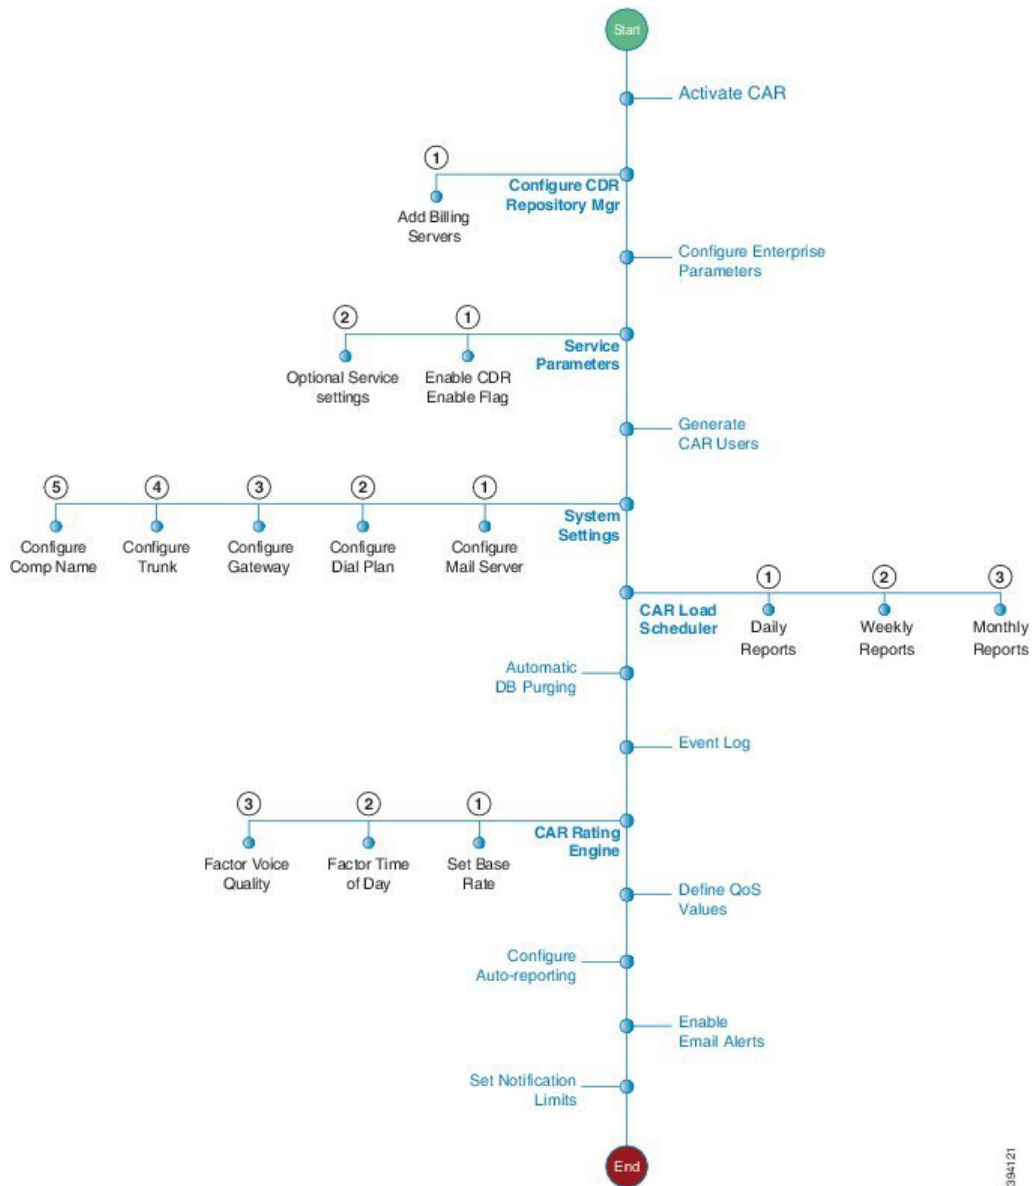 Start
Activate CAR
1
Configure CDR
Repository Mgr
Add Billing
Servers
Configure Enterprise
Parameters
2
1
Service
Parameters
Optional Service
settings
Enable CDR
Enable Flag
Generate
CAR Users
5
4
3
2
1
System
Settings
Configure
Comp Name
Configure
Trunk
Configure
Gateway
Configure
Dial Plan
Configure
Mail Server
1
2
3
CAR Load
Scheduler
Daily
Reports
Weekly
Reports
Monthly
Reports
Automatic
DB Purging
Event Log
3
2
1
CAR Rating
Engine
Factor Voice
Quality
Factor Time
of Day
Set Base
Rate
Define QoS
Values
Configure
Auto-reporting
Enable
Email Alerts
Set Notification
Limits
End
394121